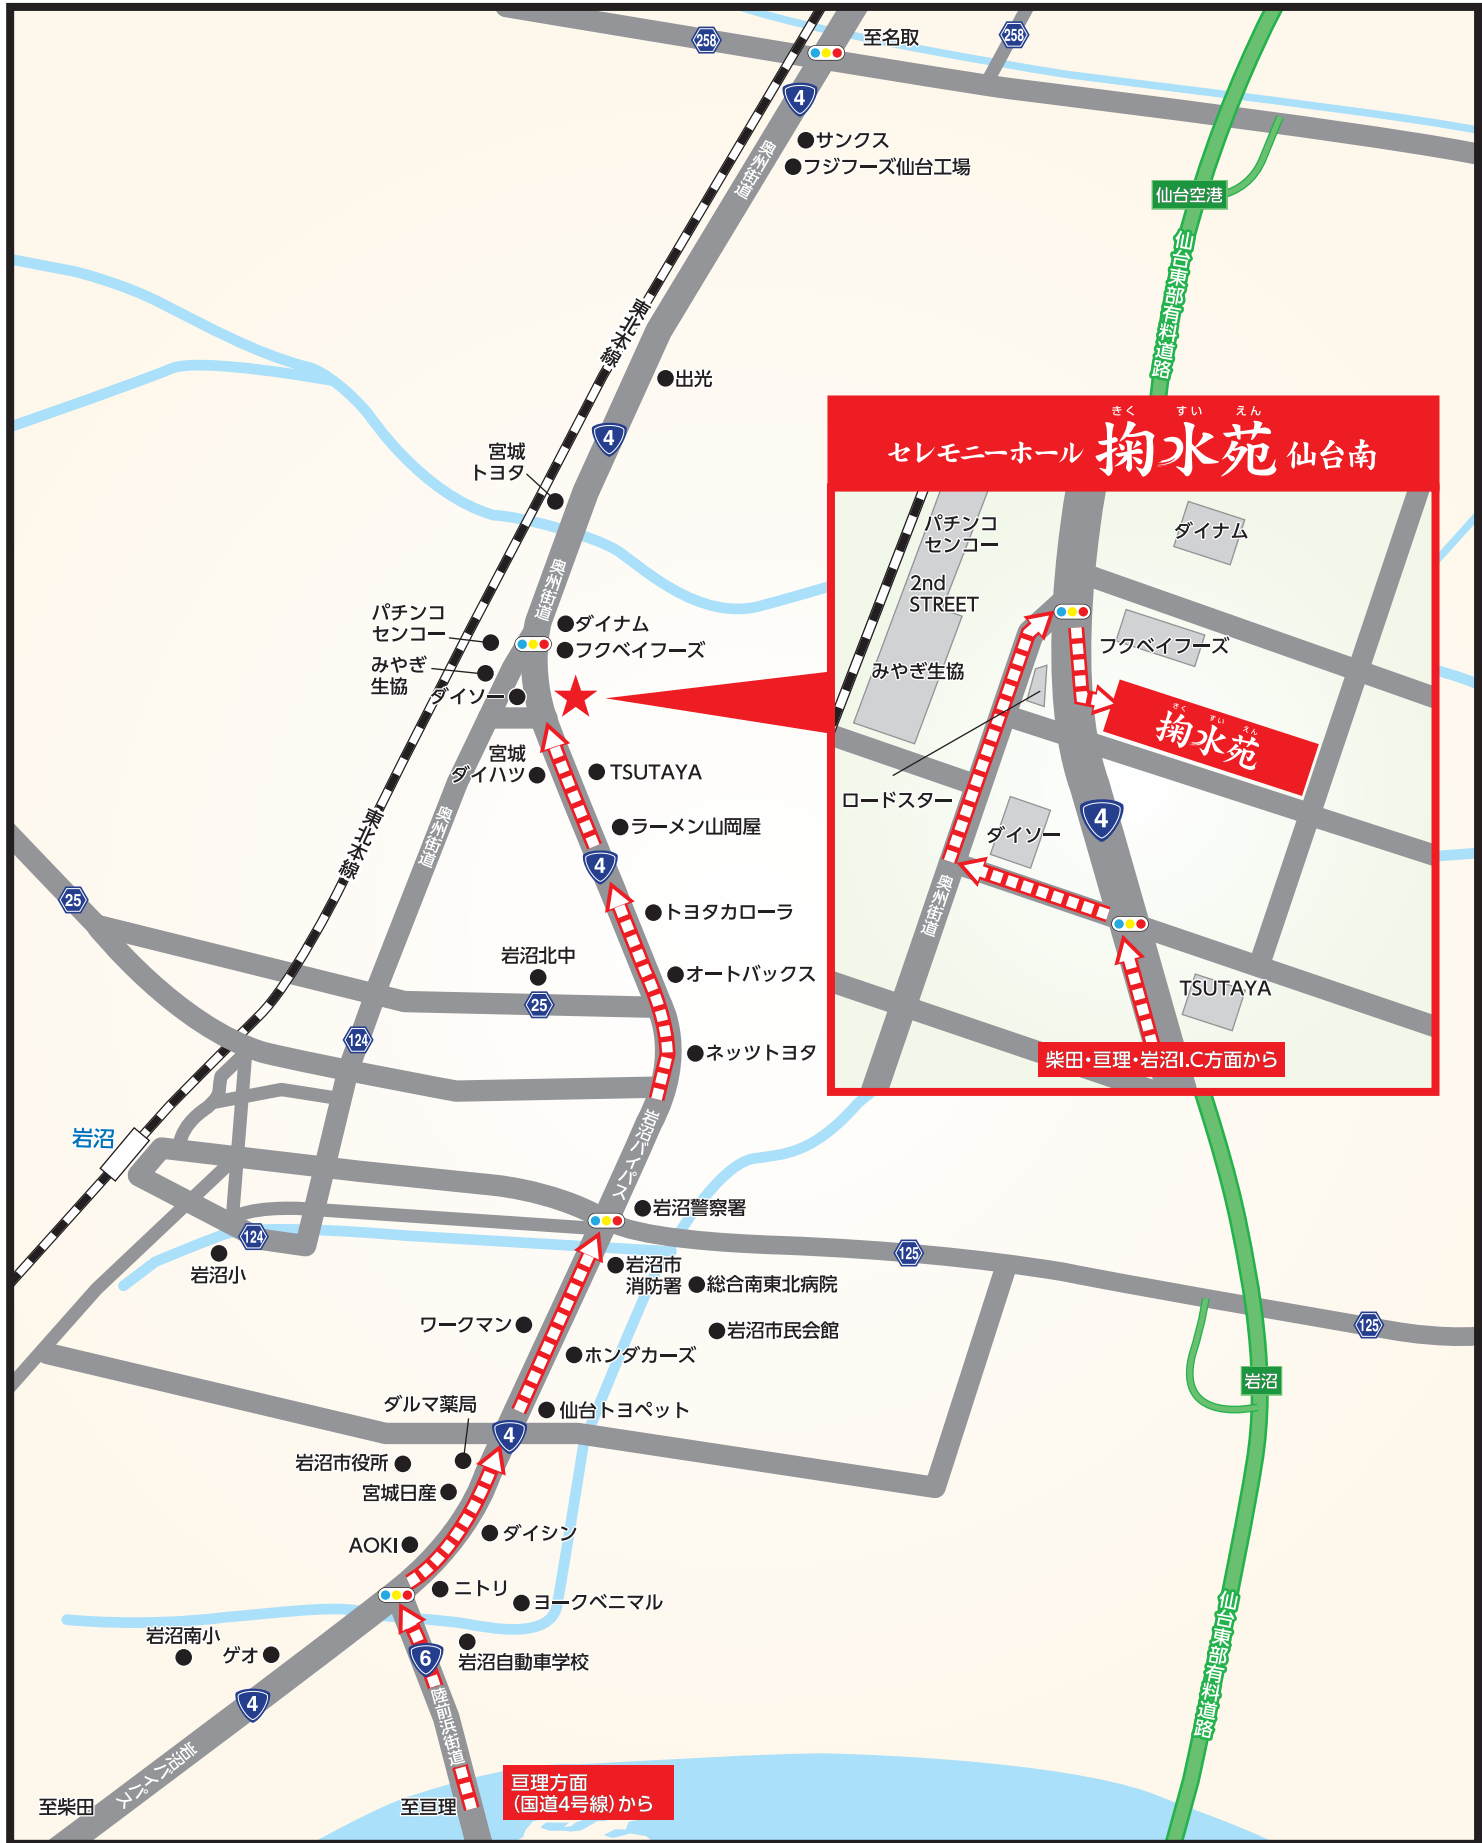 258
258
至名取
4
サンクス
フジフーズ仙台工場
奥州街道
仙台空港
仙台東部有料道路
東北本線
出光
4
宮城
トヨタ
奥州街道
パチンコ
センコー
ダイナム
フクベイフーズ
みやぎ
生協
ダイソー
宮城
ダイハツ
TSUTAYA
ラーメン山岡屋
奥州街道
東北本線
4
25
トヨタカローラ
岩沼北中
25
オートバックス
124
ネッツトヨタ
岩沼
岩沼バイパス
岩沼警察署
124
125
岩沼小
岩沼市
消防署
総合南東北病院
ワークマン
岩沼市民会館
125
ホンダカーズ
岩沼
ダルマ薬局
仙台トヨペット
4
岩沼市役所
宮城日産
ダイシン
AOKI
ニトリ
ヨークベニマル
岩沼南小
ゲオ
6
岩沼自動車学校
4
陸前浜街道
仙台東部有料道路
岩沼バイパス
至柴田
至亘理
亘理方面
(国道4号線)から
きく すい えん
セレモニーホール 掬水苑 仙台南
パチンコ
センコー
ダイナム
2nd
STREET
フクベイフーズ
みやぎ生協
きく すい えん
掬水苑
ロードスター
4
ダイソー
奥州街道
TSUTAYA
柴田・亘理・岩沼I.C方面から